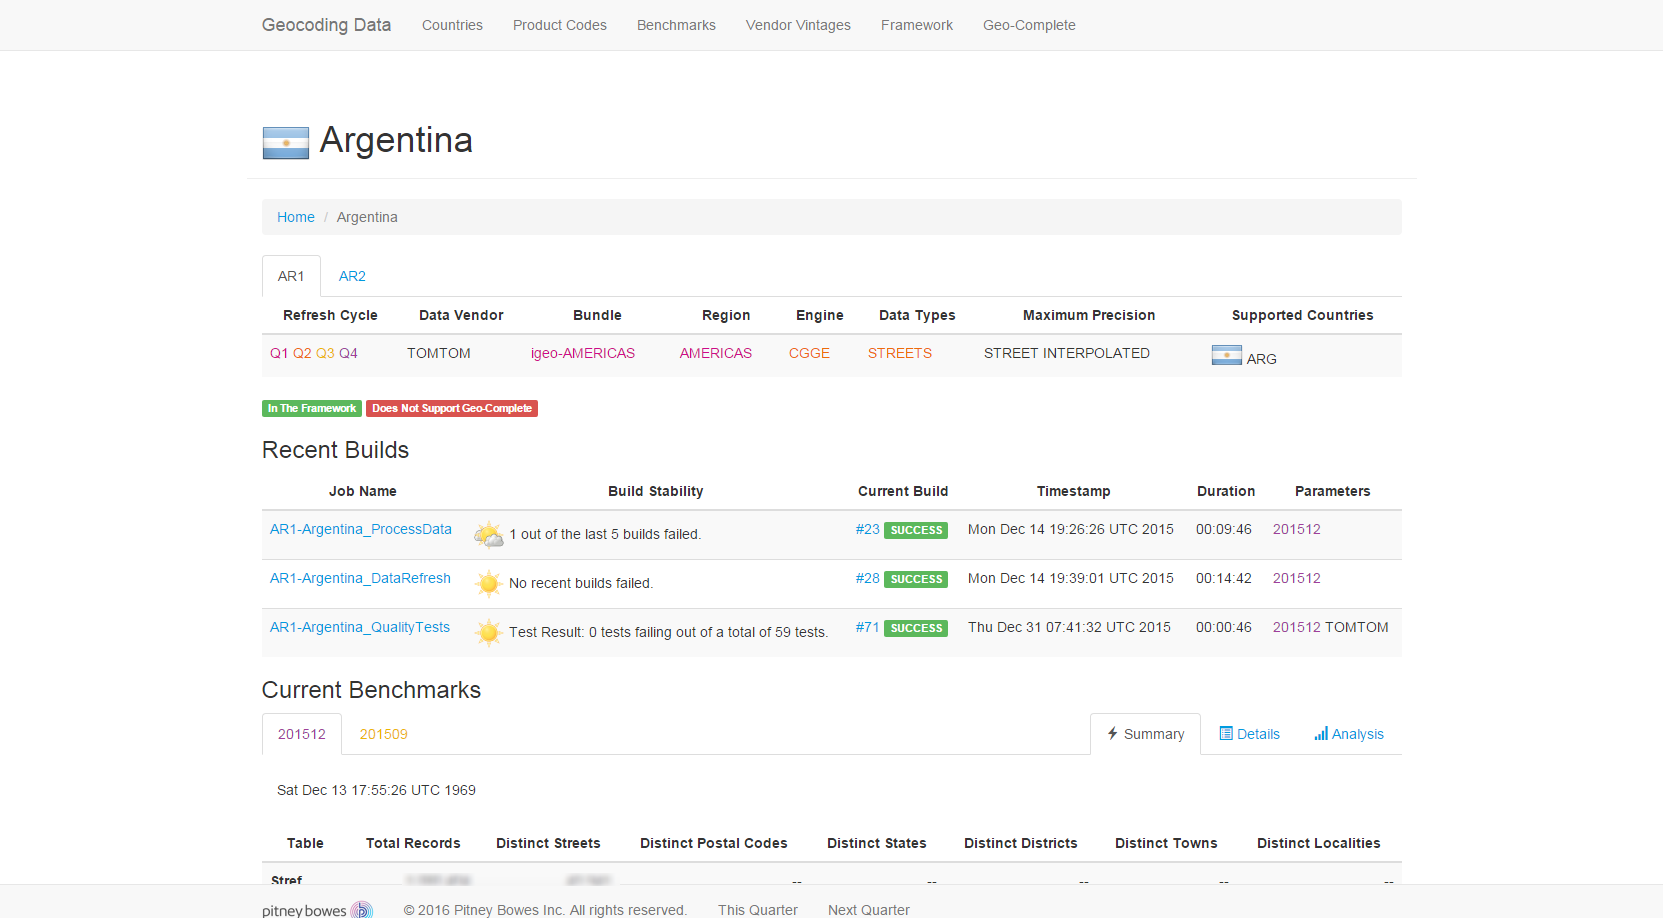 Geocoding Data Countries Product Codes Benchmarks Vendor Vintages Framework Geo-Complete
Argentina
Home / Argentina
AR1 AR2
Refresh Cycle Data Vendor Bundle Region Engine Data Types Maximum Precision Supported Countries
Q1 Q2 Q3 Q4 TOMTOM igeo-AMERICAS AMERICAS CGGE STREETS STREET INTERPOLATED ARG
In The Framework Does Not Support Geo-Complete
Recent Builds
Job Name Build Stability Current Build Timestamp Duration Parameters
AR1-Argentina_ProcessData 1 out of the last 5 builds failed. #23 SUCCESS Mon Dec 14 19:26:26 UTC 2015 00:09:46 201512
AR1-Argentina_DataRefresh No recent builds failed. #28 SUCCESS Mon Dec 14 19:39:01 UTC 2015 00:14:42 201512
AR1-Argentina_QualityTests Test Result: 0 tests failing out of a total of 59 tests. #71 SUCCESS Thu Dec 31 07:41:32 UTC 2015 00:00:46 201512 TOMTOM
Current Benchmarks
201512 201509 Summary Details Analysis
Sat Dec 13 17:55:26 UTC 1969
Table Total Records Distinct Streets Distinct Postal Codes Distinct States Distinct Districts Distinct Towns Distinct Localities
Stref -- -- -- -- --
pitney bowes © 2016 Pitney Bowes Inc. All rights reserved. This Quarter Next Quarter